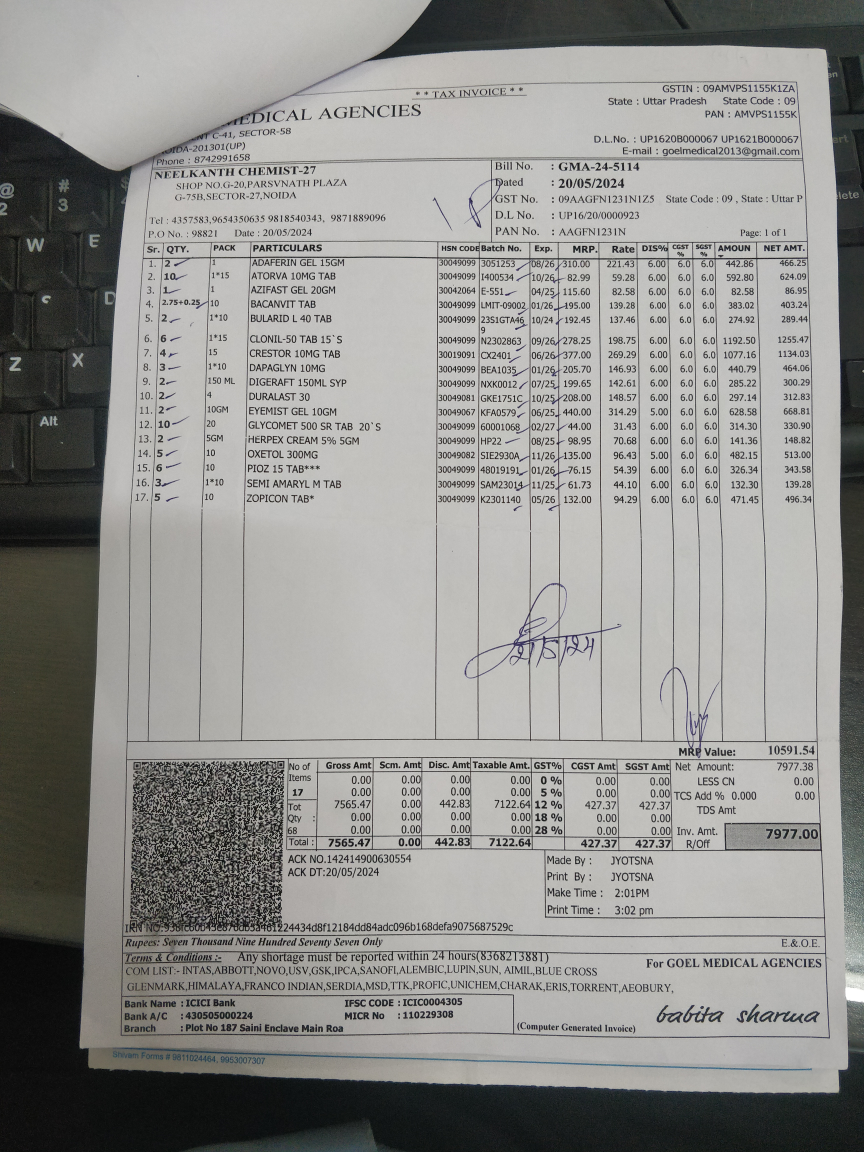 * * TAX INVOICE * *
GSTIN : 09AMVPS1155K1ZA
State : Uttar Pradesh State Code : 09
PAN : AMVPS1155K
MEDICAL AGENCIES
C-41, SECTOR-58
NOIDA-201301(UP)
Phone : 8742991658
D.L.No. : UP1620B000067 UP1621B000067
E-mail : goelmedical2013@gmail.com
NEELKANTH CHEMIST-27
SHOP NO.G-20,PARSVNATH PLAZA
G-75B,SECTOR-27,NOIDA
Tel : 4357583,9654350635 9818540343, 9871889096
P.O No. : 98821 Date : 20/05/2024
Bill No. : GMA-24-5114
Dated : 20/05/2024
GST No. : 09AAGFN1231N1Z5 State Code : 09 , State : Uttar P
D.L No. : UP16/20/0000923
PAN No. : AAGFN1231N Page: 1 of 1
Sr. QTY. PACK PARTICULARS HSN CODE Batch No. Exp. MRP. Rate DIS% CGST % SGST % AMOUN T NET AMT.
1. 2 1 ADAFERIN GEL 15GM 30049099 3051253 08/26 310.00 221.43 6.00 6.0 6.0 442.86 466.25
2. 10 1*15 ATORVA 10MG TAB 30049099 I400534 10/26 82.99 59.28 6.00 6.0 6.0 592.80 624.09
3. 1 1 AZIFAST GEL 20GM 30042064 E-551 04/25 115.60 82.58 6.00 6.0 6.0 82.58 86.95
4. 2.75+0.25 10 BACANVIT TAB 30049099 LMIT-09002 01/26 195.00 139.28 6.00 6.0 6.0 383.02 403.24
5. 2 1*10 BULARID L 40 TAB 30049099 23S1GTA46 9 10/24 192.45 137.46 6.00 6.0 6.0 274.92 289.44
6. 6 1*15 CLONIL-50 TAB 15`S 30049099 N2302863 09/26 278.25 198.75 6.00 6.0 6.0 1192.50 1255.47
7. 4 15 CRESTOR 10MG TAB 30019091 CX2401 06/26 377.00 269.29 6.00 6.0 6.0 1077.16 1134.03
8. 3 1*10 DAPAGLYN 10MG 30049099 BEA1035 01/26 205.70 146.93 6.00 6.0 6.0 440.79 464.06
9. 2 150 ML DIGERAFT 150ML SYP 30049099 NXK0012 07/25 199.65 142.61 6.00 6.0 6.0 285.22 300.29
10. 2 4 DURALAST 30 30049081 GKE1751C 10/25 208.00 148.57 6.00 6.0 6.0 297.14 312.83
11. 2 10GM EYEMIST GEL 10GM 30049067 KFA0579 06/25 440.00 314.29 5.00 6.0 6.0 628.58 668.81
12. 10 20 GLYCOMET 500 SR TAB 20`S 30049099 60001068 02/27 44.00 31.43 6.00 6.0 6.0 314.30 330.90
13. 2 5GM HERPEX CREAM 5% 5GM 30049099 HP22 08/25 98.95 70.68 6.00 6.0 6.0 141.36 148.82
14. 5 10 OXETOL 300MG 30049082 SIE2930A 11/26 135.00 96.43 5.00 6.0 6.0 482.15 513.00
15. 6 10 PIOZ 15 TAB*** 30049099 48019191 01/26 76.15 54.39 6.00 6.0 6.0 326.34 343.58
16. 3 1*10 SEMI AMARYL M TAB 30049099 SAM23014 11/25 61.73 44.10 6.00 6.0 6.0 132.30 139.28
17. 5 10 ZOPICON TAB* 30049099 K2301140 05/26 132.00 94.29 6.00 6.0 6.0 471.45 496.34
21/5/24
MRP Value: 10591.54
No of Items 17 Tot Qty : 68
Gross Amt Scm. Amt Disc. Amt Taxable Amt. GST% CGST Amt SGST Amt
0.00 0.00 0.00 0.00 0 % 0.00 0.00
0.00 0.00 0.00 0.00 5 % 0.00 0.00
7565.47 0.00 442.83 7122.64 12 % 427.37 427.37
0.00 0.00 0.00 0.00 18 % 0.00 0.00
0.00 0.00 0.00 0.00 28 % 0.00 0.00
Total : 7565.47 0.00 442.83 7122.64 427.37 427.37
Net Amount: 7977.38
LESS CN 0.00
TCS Add % 0.000 0.00
TDS Amt
Inv. Amt. R/Off 7977.00
ACK NO.142414900630554
ACK DT:20/05/2024
Made By : JYOTSNA
Print By : JYOTSNA
Make Time : 2:01PM
Print Time : 3:02 pm
Rupees: Seven Thousand Nine Hundred Seventy Seven Only E.&.O.E.
Terms & Conditions :- Any shortage must be reported within 24 hours(8368213881)
COM LIST:- INTAS,ABBOTT,NOVO,USV,GSK,IPCA,SANOFI,ALEMBIC,LUPIN,SUN, AIMIL,BLUE CROSS
GLENMARK,HIMALAYA,FRANCO INDIAN,SERDIA,MSD,TTK,PROFIC,UNICHEM,CHARAK,ERIS,TORRENT,AEOBURY,
For GOEL MEDICAL AGENCIES
Bank Name : ICICI Bank IFSC CODE : ICIC0004305
Bank A/C : 430505000224 MICR No : 110229308
Branch : Plot No 187 Saini Enclave Main Roa
(Computer Generated Invoice)
babita sharma
Shivam Forms # 9811024464, 9953007307
@
2
#
3
W
E
S
D
Z
X
Alt